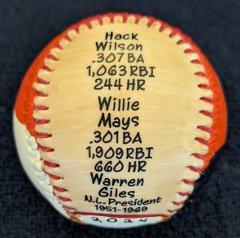 Hack
Wilson
.307 BA
1,063 RBI
244 HR
Willie
Mays
.301 BA
1,909 RBI
660 HR
Warren
Giles
N.L. President
1951-1969
2024